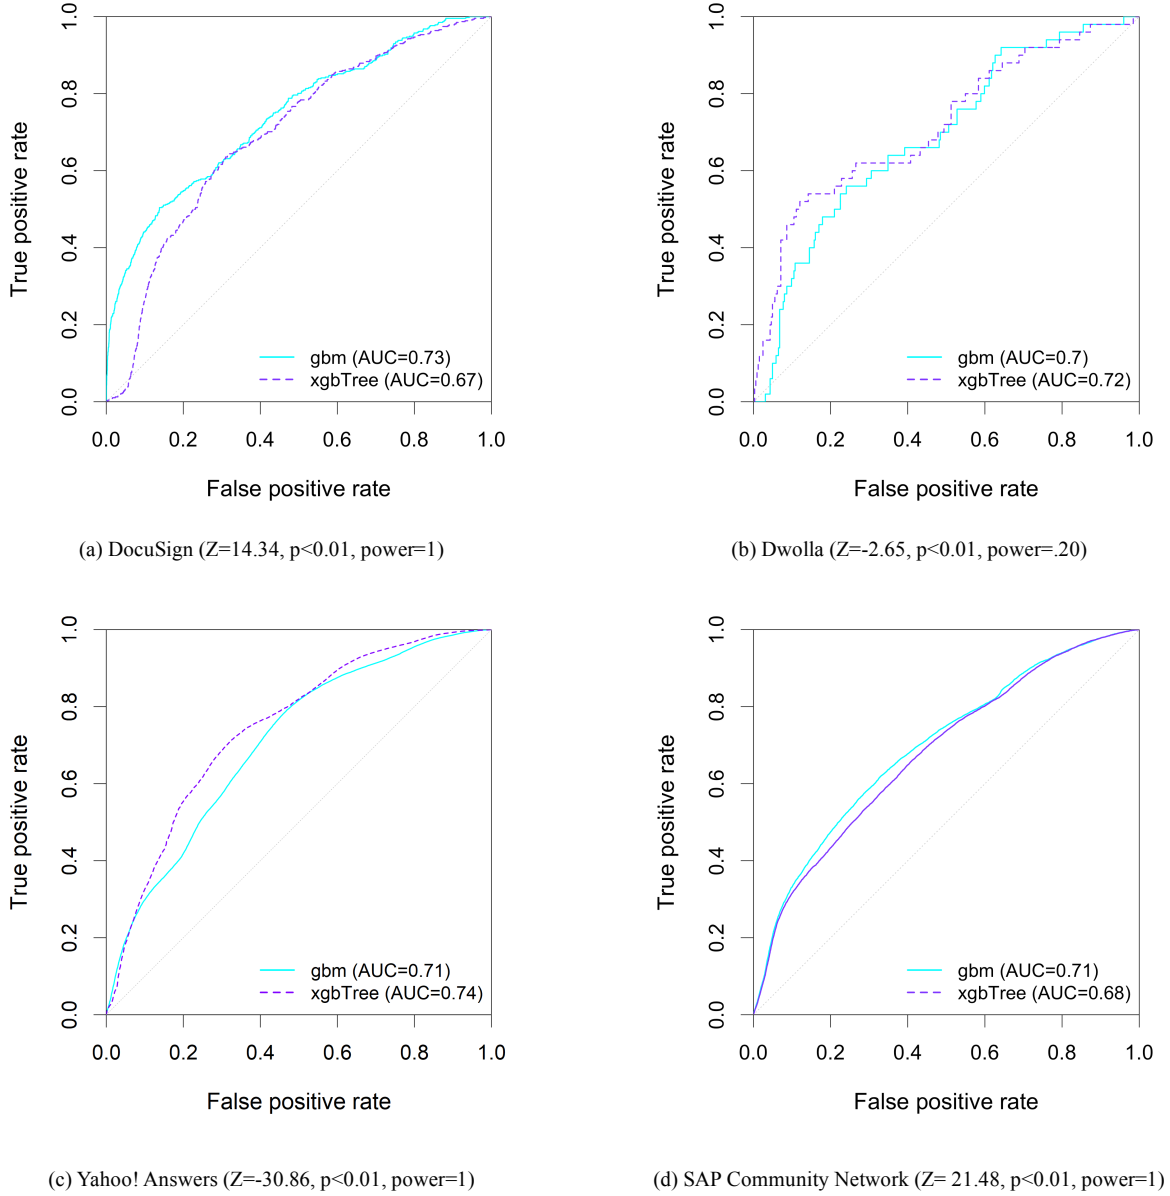 1.0
0.8
0.6
0.4
0.2
0.0
True positive rate
gbm (AUC=0.73)
xgbTree (AUC=0.67)
0.0 0.2 0.4 0.6 0.8 1.0
False positive rate
(a) DocuSign (Z=14.34, p<0.01, power=1)
1.0
0.8
0.6
0.4
0.2
0.0
True positive rate
gbm (AUC=0.7)
xgbTree (AUC=0.72)
0.0 0.2 0.4 0.6 0.8 1.0
False positive rate
(b) Dwolla (Z=-2.65, p<0.01, power=.20)
1.0
0.8
0.6
0.4
0.2
0.0
True positive rate
gbm (AUC=0.71)
xgbTree (AUC=0.74)
0.0 0.2 0.4 0.6 0.8 1.0
False positive rate
(c) Yahoo! Answers (Z=-30.86, p<0.01, power=1)
1.0
0.8
0.6
0.4
0.2
0.0
True positive rate
gbm (AUC=0.71)
xgbTree (AUC=0.68)
0.0 0.2 0.4 0.6 0.8 1.0
False positive rate
(d) SAP Community Network (Z= 21.48, p<0.01, power=1)